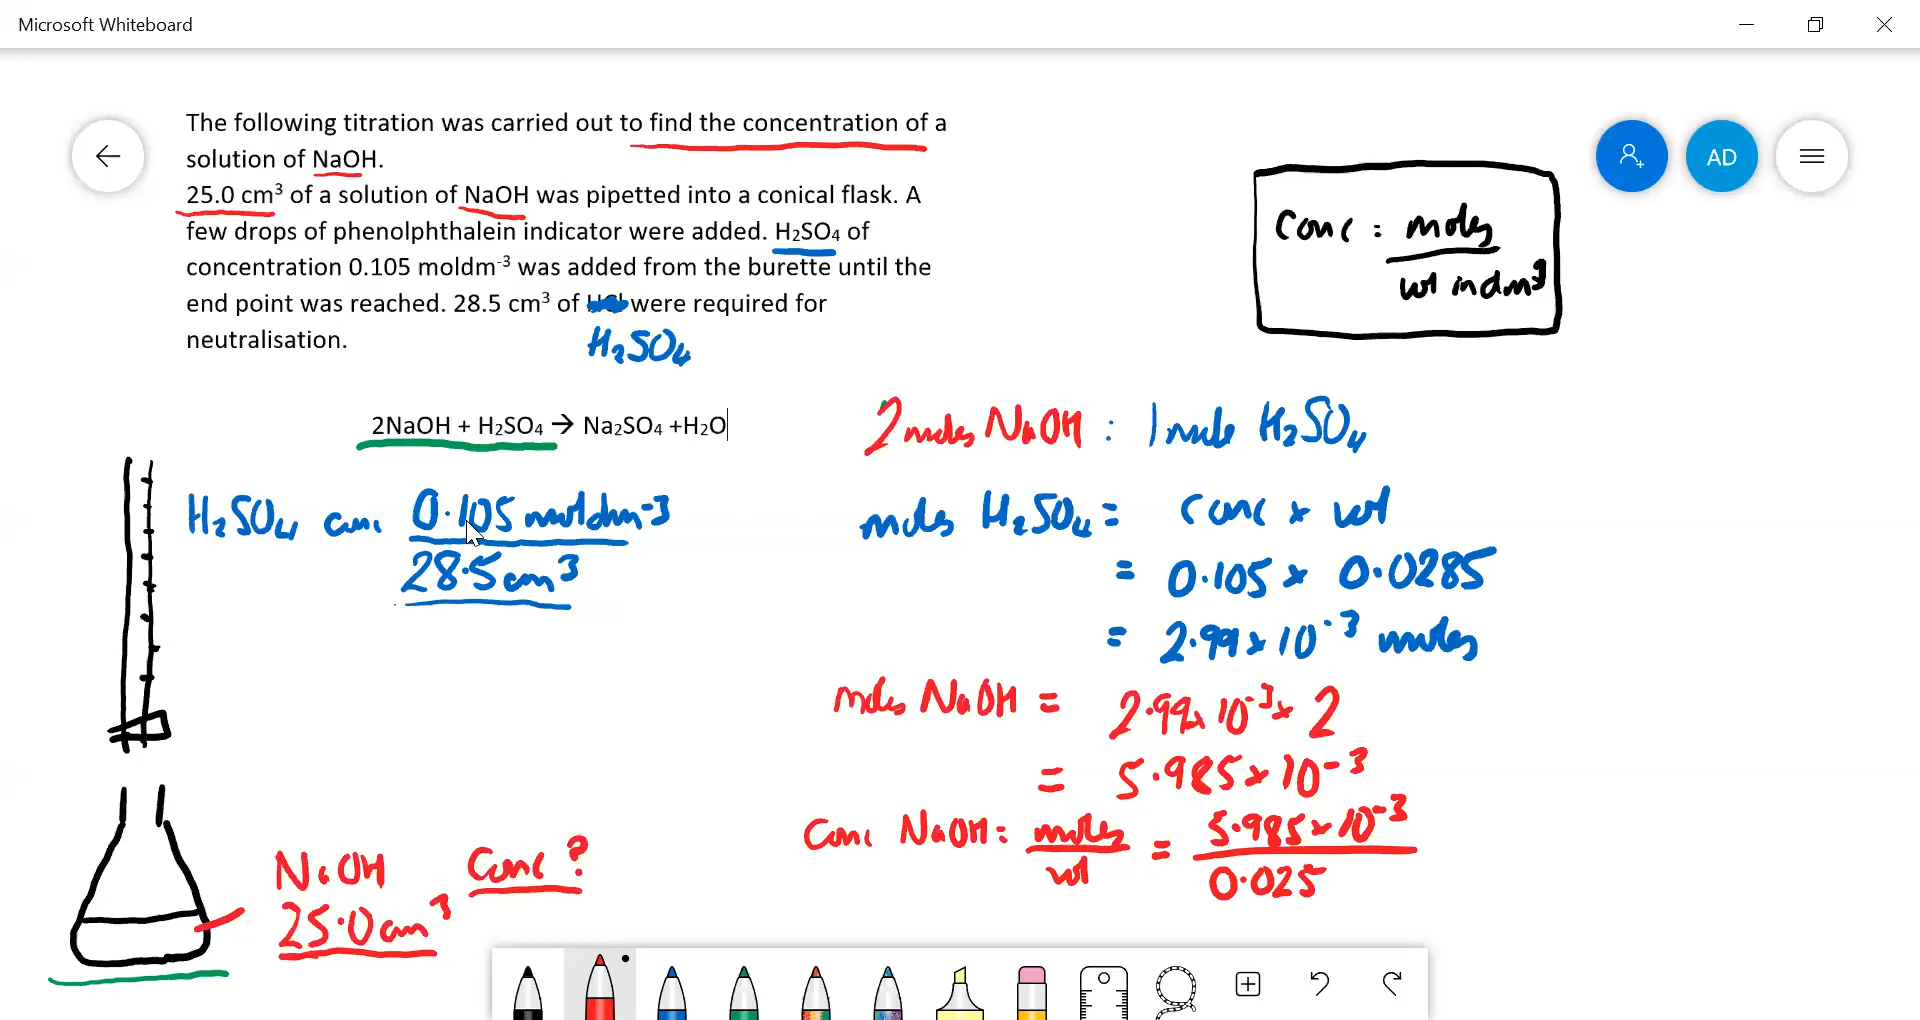 Microsoft Whiteboard
The following titration was carried out to find the concentration of a
solution of NaOH.
25.0 cm³ of a solution of NaOH was pipetted into a conical flask. A
few drops of phenolphthalein indicator were added. H₂SO₄ of
concentration 0.105 moldm⁻³ was added from the burette until the
end point was reached. 28.5 cm³ of HCl were required for
neutralisation.
H₂SO₄
AD
Conc = moles
vol in dm³
2NaOH + H₂SO₄ → Na₂SO₄ +H₂O
2 moles NaOH : 1 mole H₂SO₄
H₂SO₄ conc 0.105 moldm⁻³
28.5 cm³
moles H₂SO₄ = conc × vol
= 0.105 × 0.0285
= 2.99 × 10⁻³ moles
moles NaOH = 2.99 × 10⁻³ × 2
= 5.985 × 10⁻³
Conc NaOH = moles = 5.985 × 10⁻³
vol 0.025
NaOH Conc?
25.0 cm³